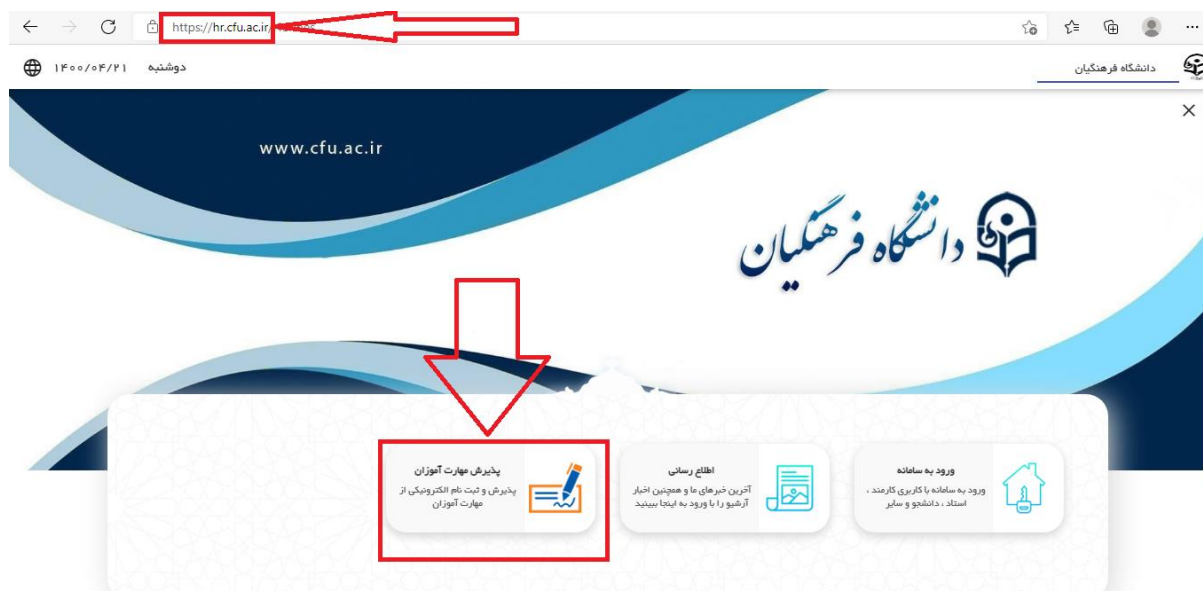 https://hr.cfu.ac.ir/
دانشگاه فرهنگیان
دوشنبه ۱۴۰۰/۰۴/۲۱
www.cfu.ac.ir
دانشگاه فرهنگیان
ورود به سامانه
ورود به سامانه با کاربری کارمند ،
استاد ، دانشجو و سایر
اطلاع رسانی
آخرین خبرهای ما و همچنین اخبار
آرشیو را با ورود به اینجا ببینید
پذیرش مهارت آموزان
پذیرش و ثبت نام الکترونیکی از
مهارت آموزان